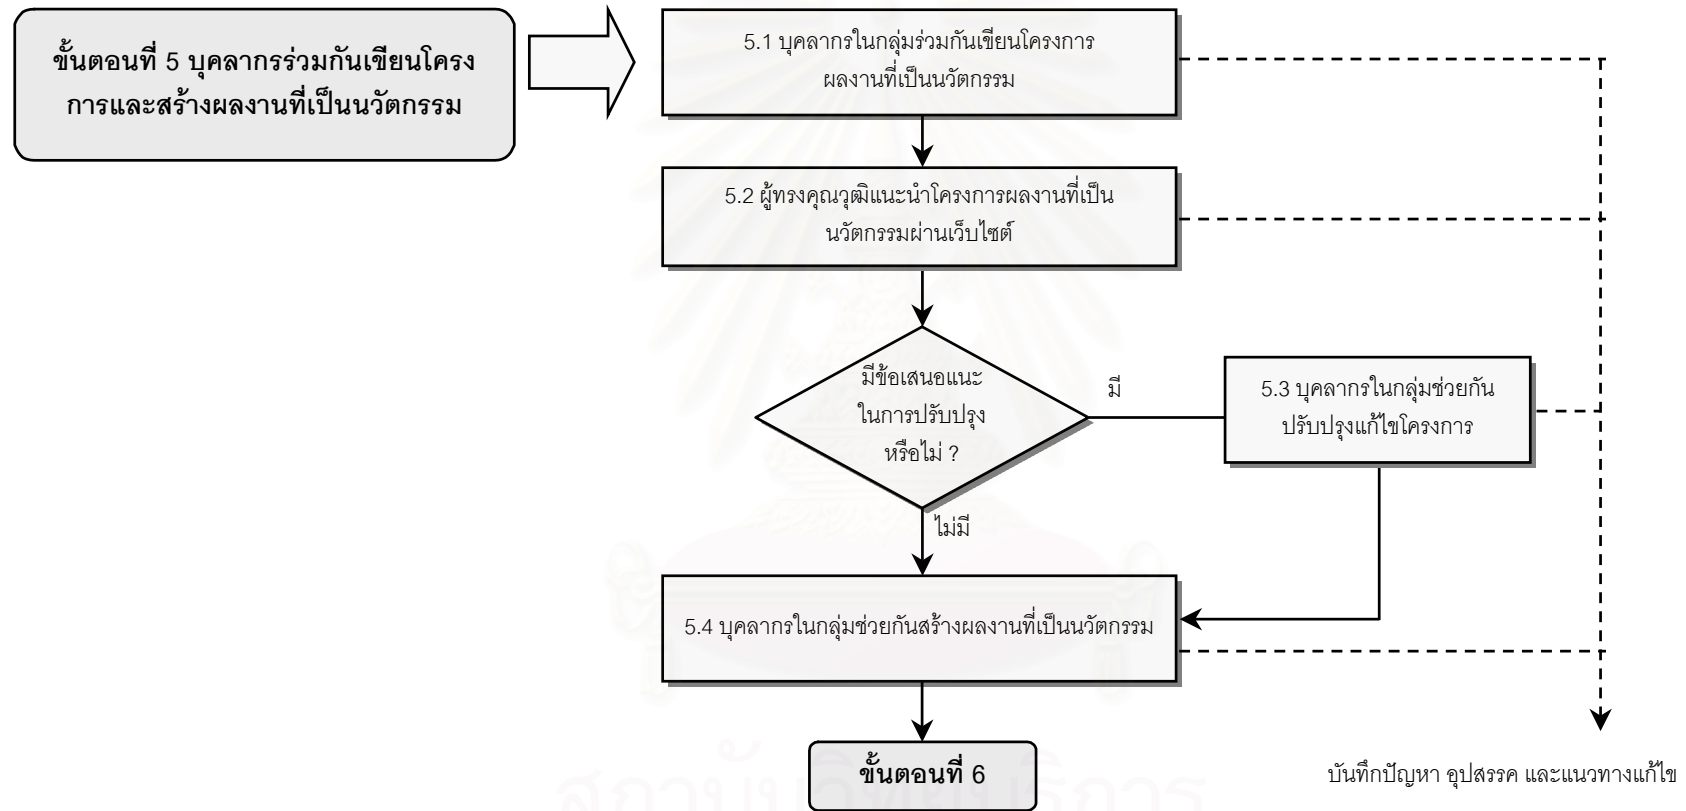 ขั้นตอนที่ 5 บุคลากรร่วมกันเขียนโครง
การและสร้างผลงานที่เป็นนวัตกรรม
5.1 บุคลากรในกลุ่มร่วมกันเขียนโครงการ
ผลงานที่เป็นนวัตกรรม
5.2 ผู้ทรงคุณวุฒิแนะนำโครงการผลงานที่เป็น
นวัตกรรมผ่านเว็บไซต์
มีข้อเสนอแนะ
ในการปรับปรุง
หรือไม่ ?
มี
5.3 บุคลากรในกลุ่มช่วยกัน
ปรับปรุงแก้ไขโครงการ
ไม่มี
5.4 บุคลากรในกลุ่มช่วยกันสร้างผลงานที่เป็นนวัตกรรม
ขั้นตอนที่ 6
บันทึกปัญหา อุปสรรค และแนวทางแก้ไข
สถาบันวิทยบริการ